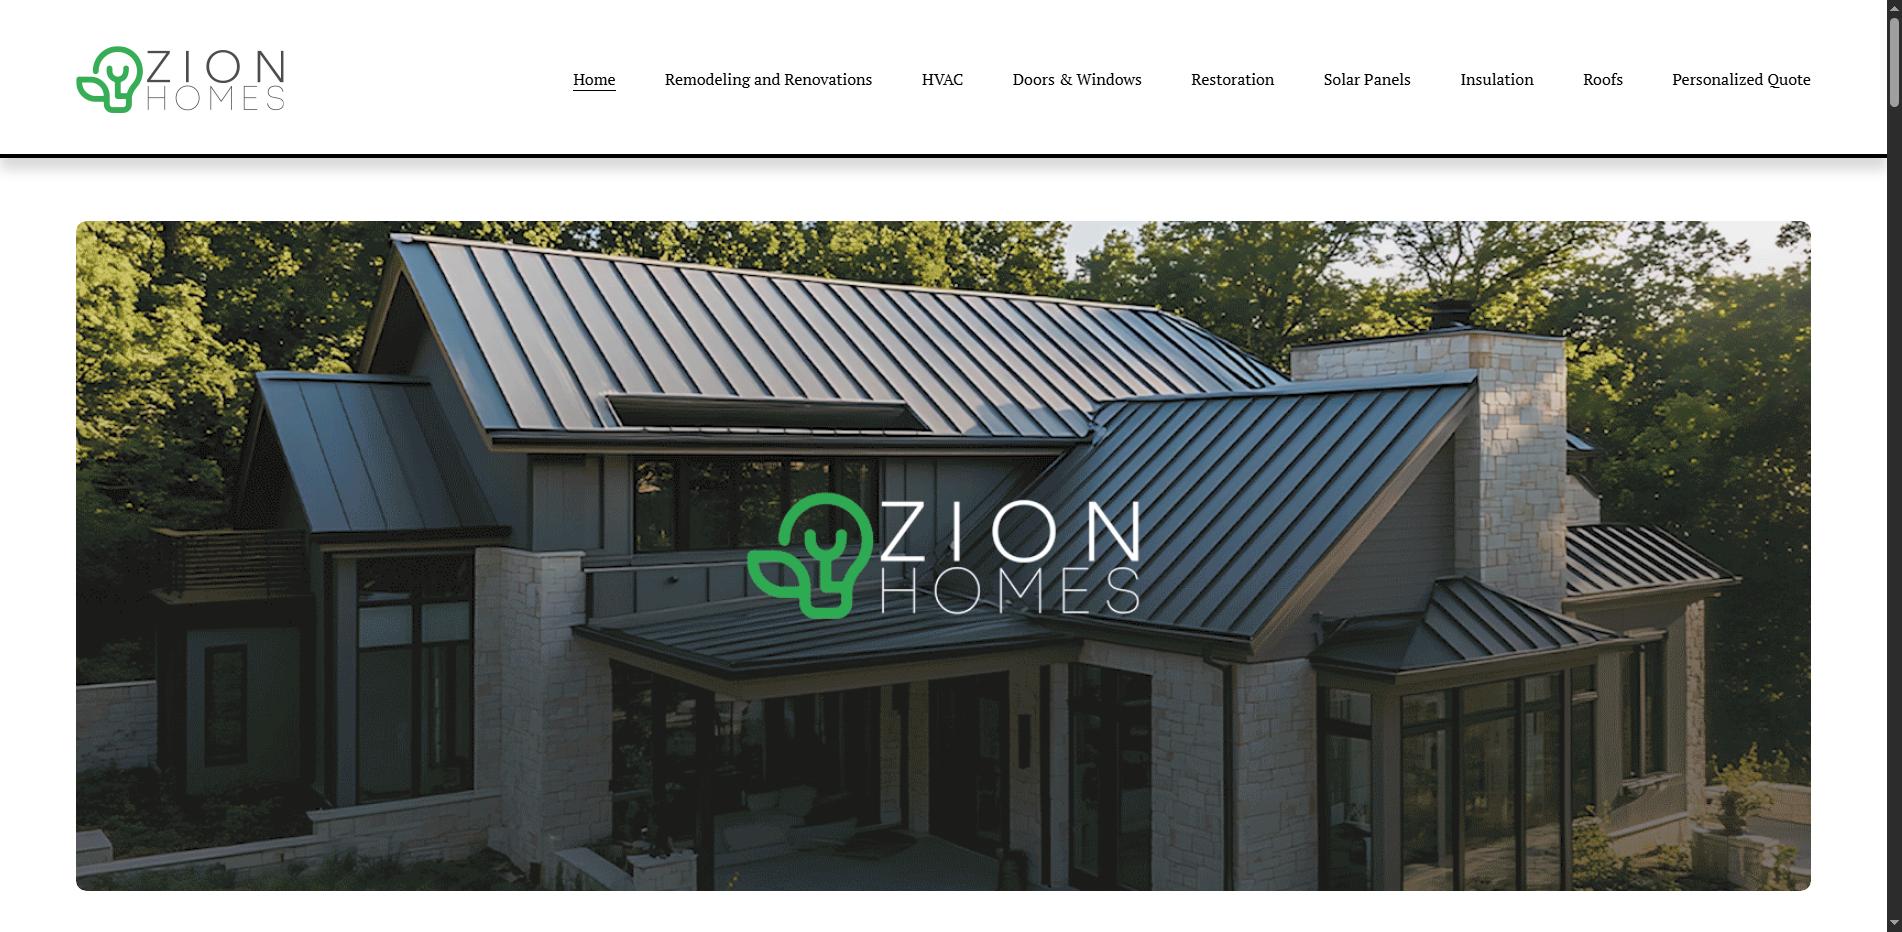 ZION
HOMES
Home
Remodeling and Renovations
HVAC
Doors & Windows
Restoration
Solar Panels
Insulation
Roofs
Personalized Quote
ZION
HOMES